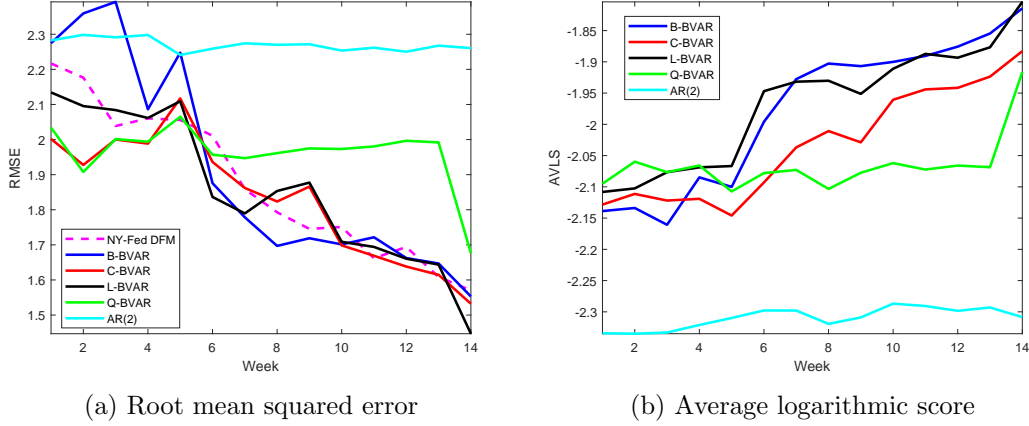 2.3
2.2
2.1
2
1.9
1.8
1.7
1.6
1.5
RMSE
NY-Fed DFM
B-BVAR
C-BVAR
L-BVAR
Q-BVAR
AR(2)
2 4 6 8 10 12 14
Week
(a) Root mean squared error
-1.85
-1.9
-1.95
-2
-2.05
-2.1
-2.15
-2.2
-2.25
-2.3
AVLS
B-BVAR
C-BVAR
L-BVAR
Q-BVAR
AR(2)
2 4 6 8 10 12 14
Week
(b) Average logarithmic score